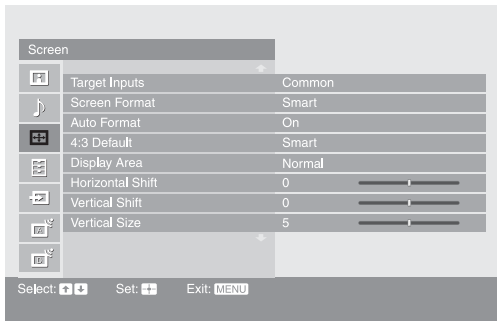 Screen
Target Inputs Common
Screen Format Smart
Auto Format On
4:3 Default Smart
Display Area Normal
Horizontal Shift 0
Vertical Shift 0
Vertical Size 5
Select: Set: Exit: MENU